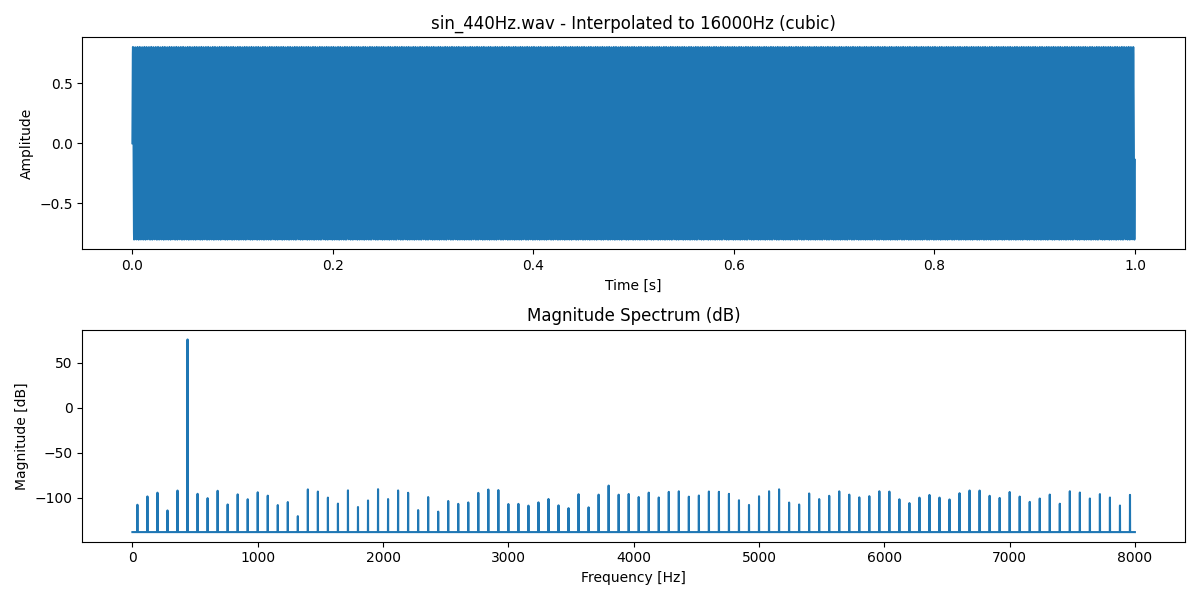 sin_440Hz.wav - Interpolated to 16000Hz (cubic)
Amplitude
0.5
0.0
−0.5
0.0 0.2 0.4 0.6 0.8 1.0
Time [s]
Magnitude Spectrum (dB)
Magnitude [dB]
50
0
−50
−100
0 1000 2000 3000 4000 5000 6000 7000 8000
Frequency [Hz]